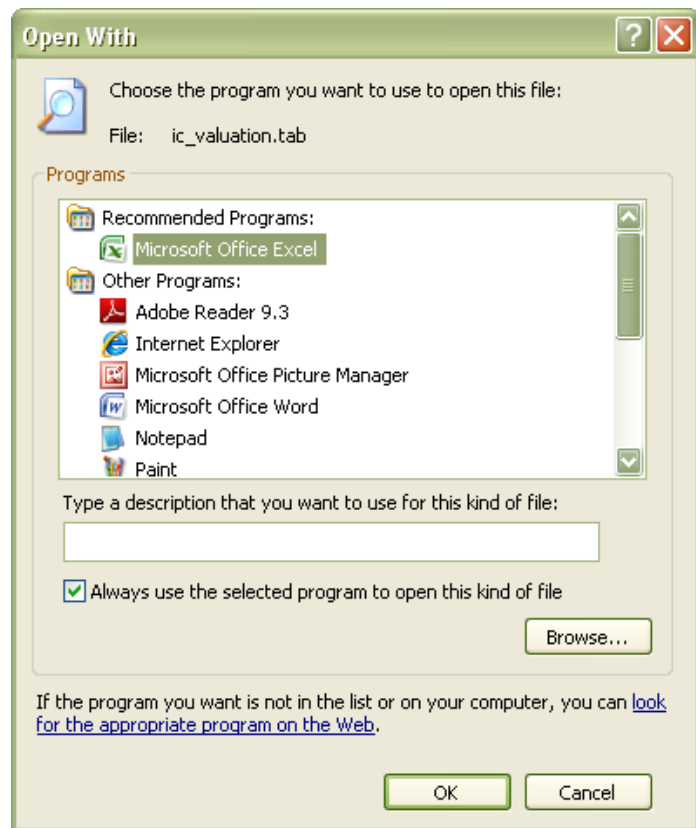 Open With
Choose the program you want to use to open this file:
File: ic_valuation.tab
Programs
Recommended Programs:
Microsoft Office Excel
Other Programs:
Adobe Reader 9.3
Internet Explorer
Microsoft Office Picture Manager
Microsoft Office Word
Notepad
Paint
Type a description that you want to use for this kind of file:
Always use the selected program to open this kind of file
Browse...
If the program you want is not in the list or on your computer, you can look
for the appropriate program on the Web.
OK Cancel